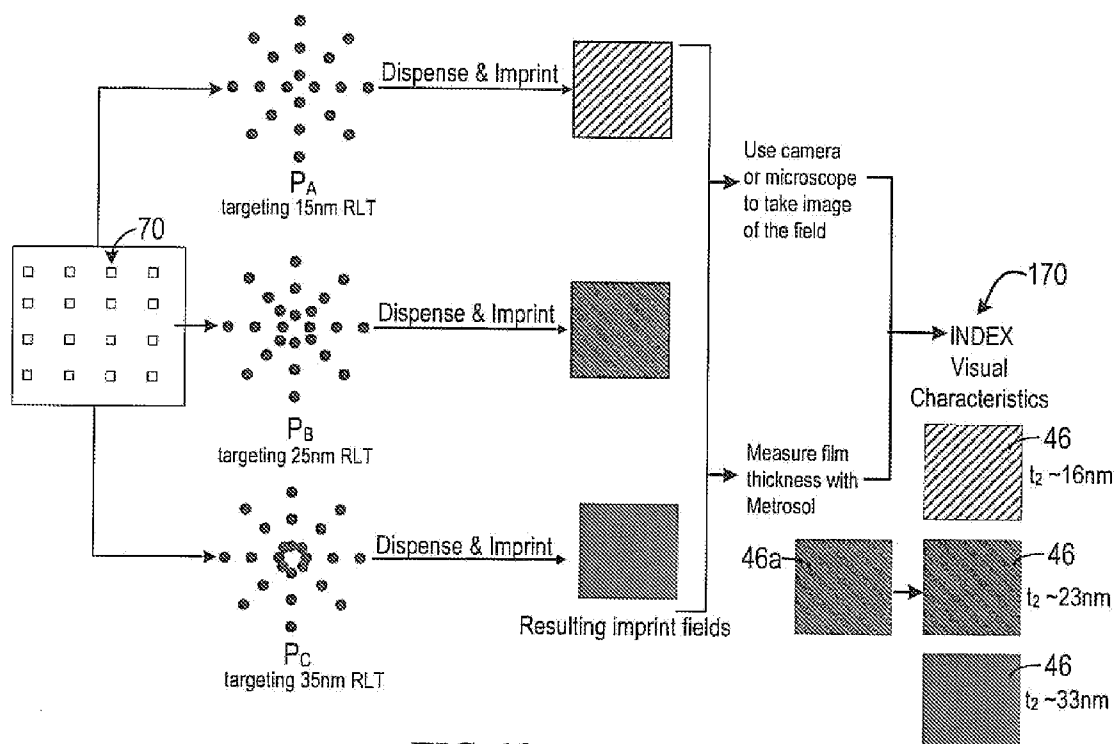 70
P_A
targeting 15nm RLT
Dispense & Imprint
P_B
targeting 25nm RLT
Dispense & Imprint
P_C
targeting 35nm RLT
Dispense & Imprint
Resulting imprint fields
Use camera
or microscope
to take image
of the field
Measure film
thickness with
Metrosol
170
INDEX
Visual
Characteristics
46
t₂ ~16nm
46a
46
t₂ ~23nm
46
t₂ ~33nm